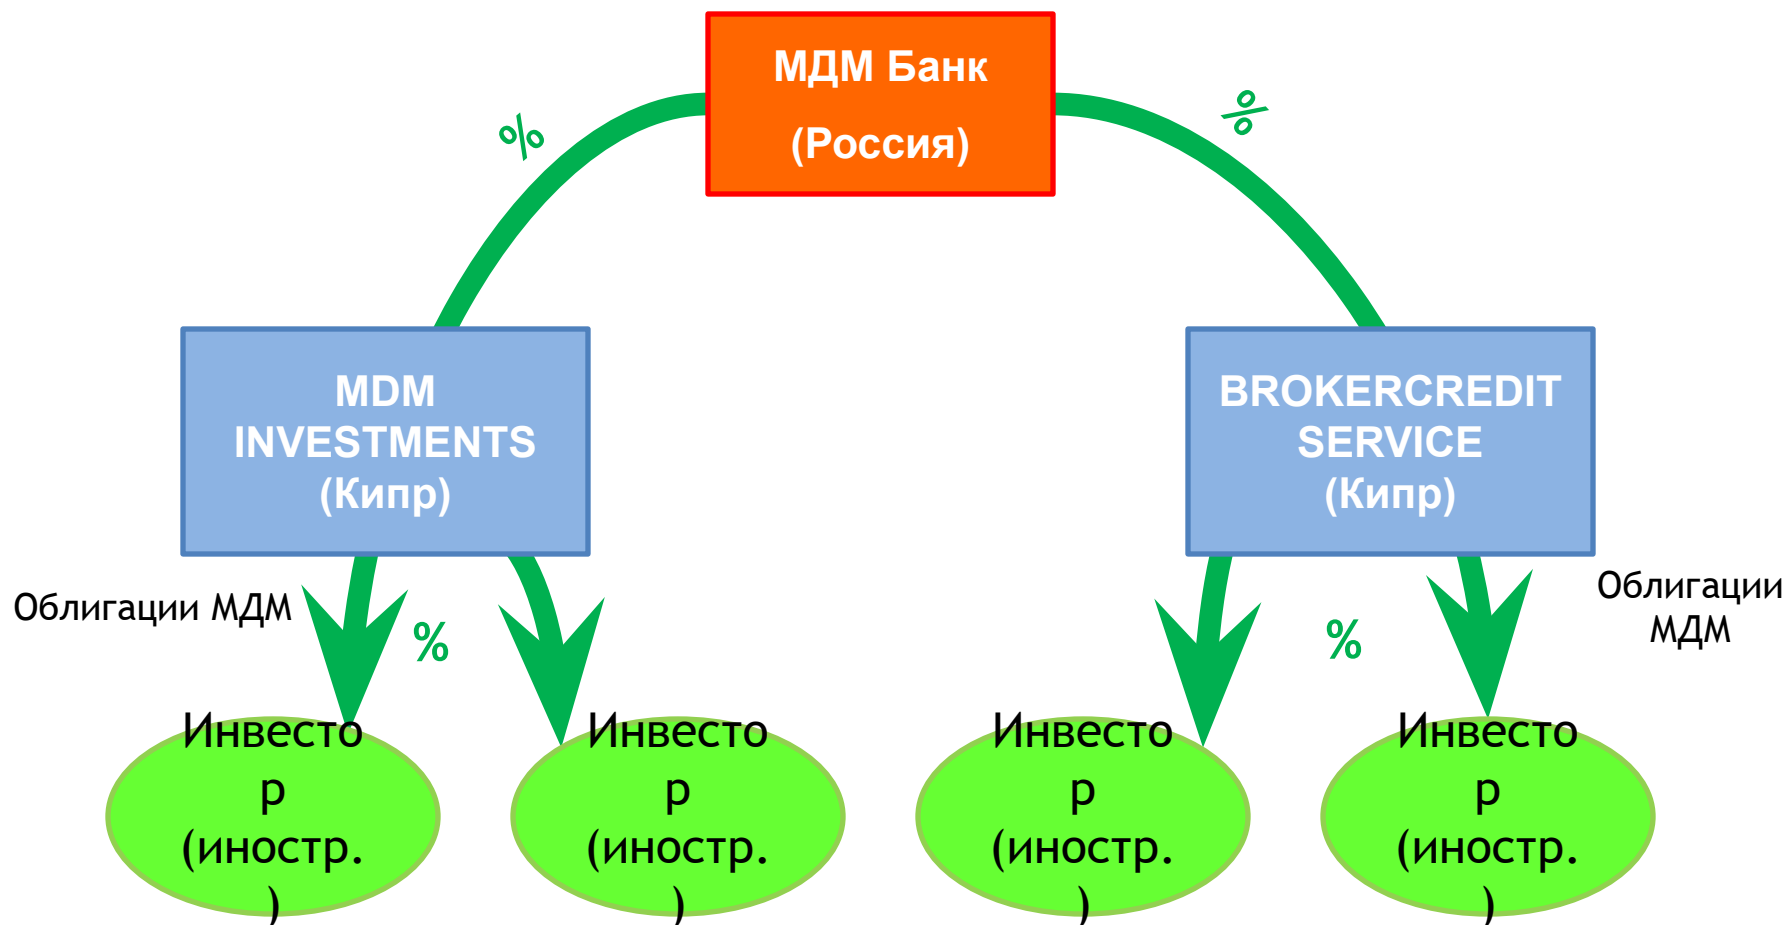 МДМ Банк
(Россия)
%
%
MDM
INVESTMENTS
(Кипр)
BROKERCREDIT
SERVICE
(Кипр)
Облигации МДМ
%
%
Облигации
МДМ
Инвесто
р
(иностр.
)
Инвесто
р
(иностр.
)
Инвесто
р
(иностр.
)
Инвесто
р
(иностр.
)